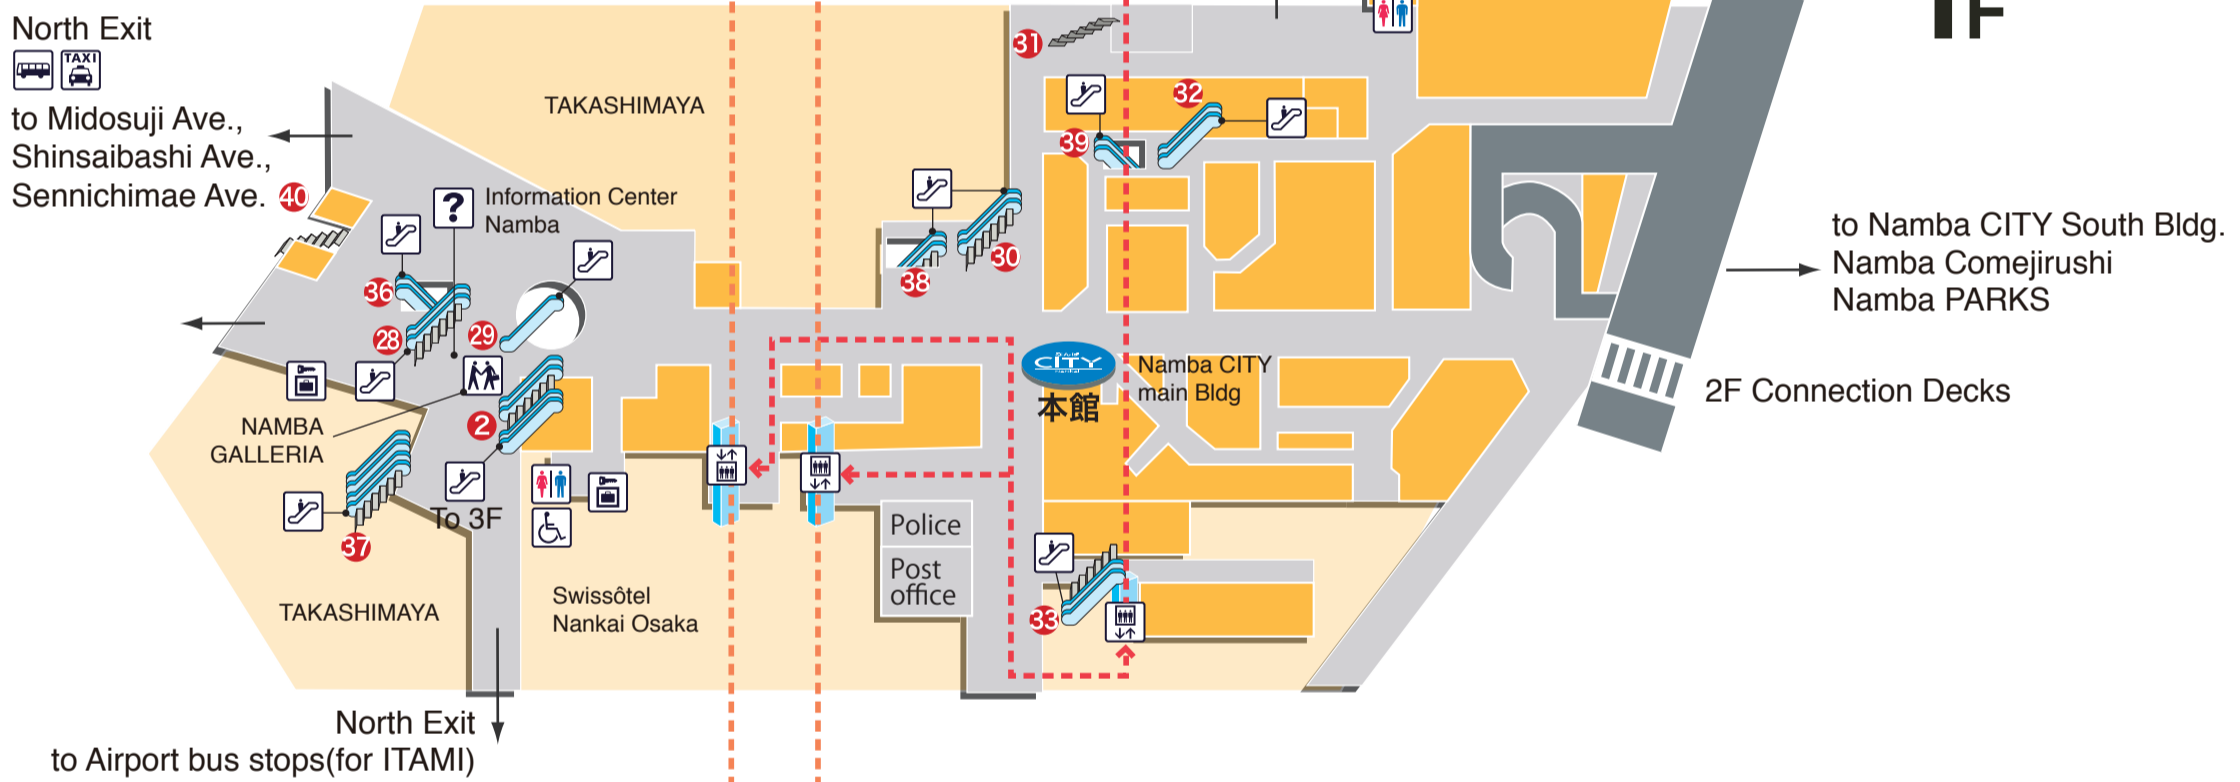 1F
North Exit
TAXI
to Midosuji Ave.,
Shinsaibashi Ave.,
Sennichimae Ave.
40
TAKASHIMAYA
31
32
39
?
Information Center
Namba
30
38
36
28
29
to Namba CITY South Bldg.
Namba Comejirushi
Namba PARKS
CITY
本館
Namba CITY
main Bldg
2F Connection Decks
NAMBA
GALLERIA
2
To 3F
37
Police
Post
office
33
TAKASHIMAYA
Swissôtel
Nankai Osaka
North Exit
to Airport bus stops(for ITAMI)